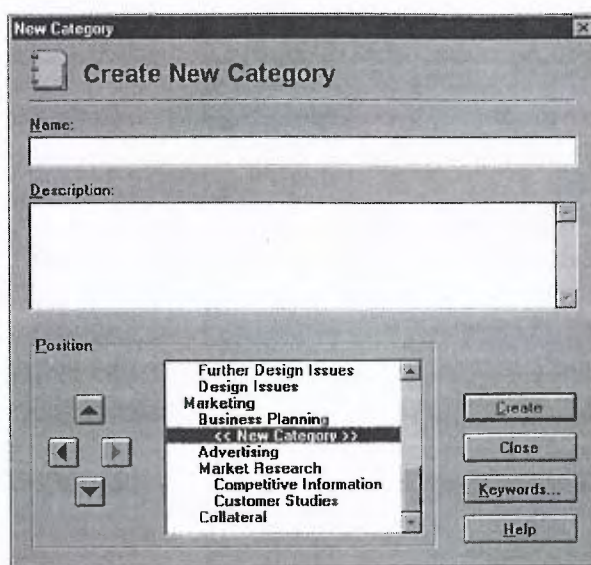 New Category
Create New Category
Name:
Description:
Position
Further Design Issues
Design Issues
Marketing
Business Planning
<< New Category >>
Advertising
Market Research
Competitive Information
Customer Studies
Collateral
Create
Close
Keywords...
Help